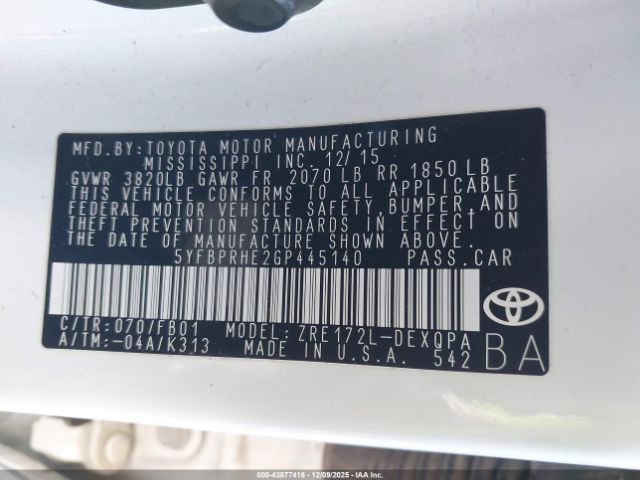 MFD. BY: TOYOTA MOTOR MANUFACTURING
MISSISSIPPI INC. 12/15
GVWR 3820LB GAWR FR 2070 LB RR 1850 LB
THIS VEHICLE CONFORMS TO ALL APPLICABLE
FEDERAL MOTOR VEHICLE SAFETY, BUMPER, AND
THEFT PREVENTION STANDARDS IN EFFECT ON
THE DATE OF MANUFACTURE SHOWN ABOVE.
5YFBPRHE2GP445140 PASS.CAR
C/TR: 070/FB01 MODEL: ZRE172L-DEXQPA
A/TM: -04A/K313 MADE IN U.S.A. 542
TOYOTA
BA
000-43877416 - 12/09/2025 - IAA, Inc.